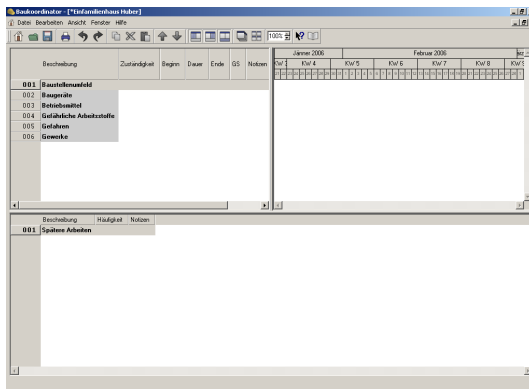 Baukoordinator - [*Einfamilienhaus Huber]
Datei Bearbeiten Ansicht Fenster Hilfe
100%
Beschreibung Zuständigkeit Beginn Dauer Ende GS Notizen
001 Baustellenumfeld
002 Baugeräte
003 Betriebsmittel
004 Gefährliche Arbeitsstoffe
005 Gefahren
006 Gewerke
Jänner 2006 Februar 2006
KW 4 KW 5 KW 6 KW 7 KW 8
Beschreibung Häufigkeit Notizen
001 Spätere Arbeiten